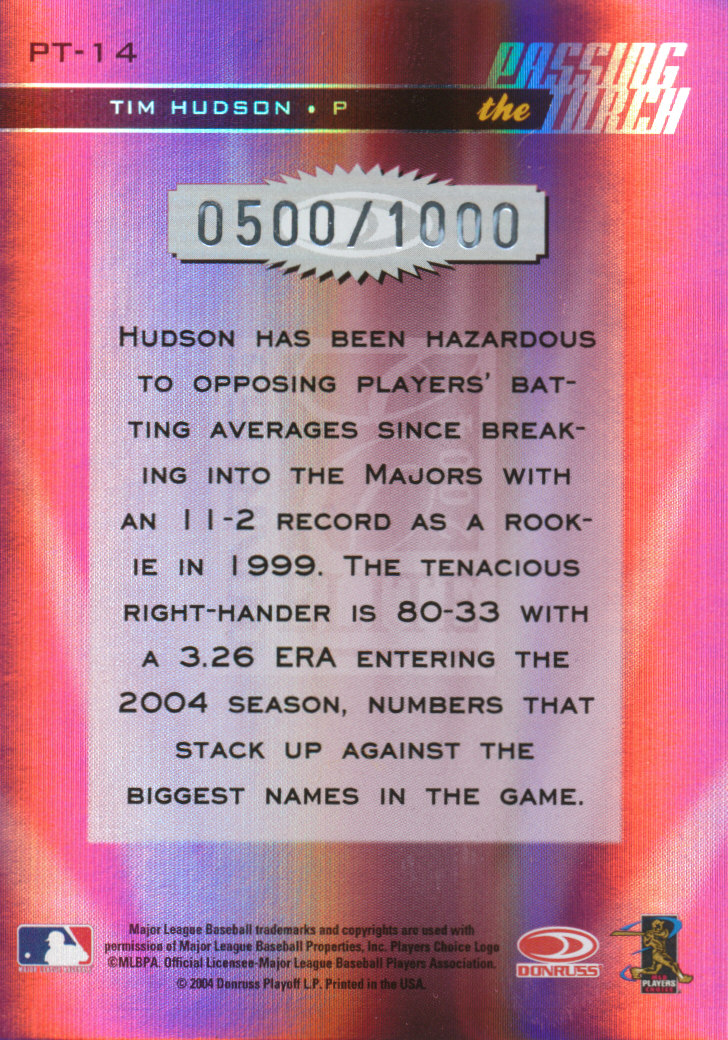 PT-14
PASSING
the TORCH
TIM HUDSON • P
0500/1000
HUDSON HAS BEEN HAZARDOUS
TO OPPOSING PLAYERS' BAT-
TING AVERAGES SINCE BREAK-
ING INTO THE MAJORS WITH
AN 11-2 RECORD AS A ROOK-
IE IN 1999. THE TENACIOUS
RIGHT-HANDER IS 80-33 WITH
A 3.26 ERA ENTERING THE
2004 SEASON, NUMBERS THAT
STACK UP AGAINST THE
BIGGEST NAMES IN THE GAME.
Major League Baseball trademarks and copyrights are used with
permission of Major League Baseball Properties, Inc. Players Choice Logo
©MLBPA. Official Licensee-Major League Baseball Players Association.
© 2004 Donruss Playoff L.P. Printed in the USA.
DONRUSS
PLAYERS
CHOICE